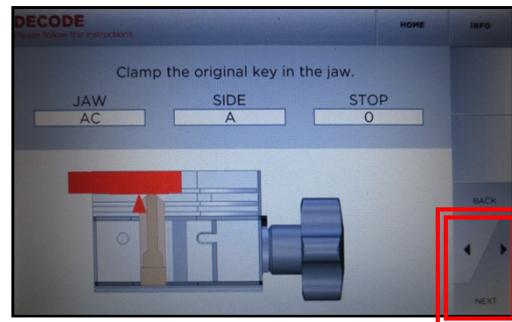 DECODE
HOME
INFO
Please follow the instructions
Clamp the original key in the jaw.
JAW
SIDE
STOP
AC
A
0
BACK
NEXT